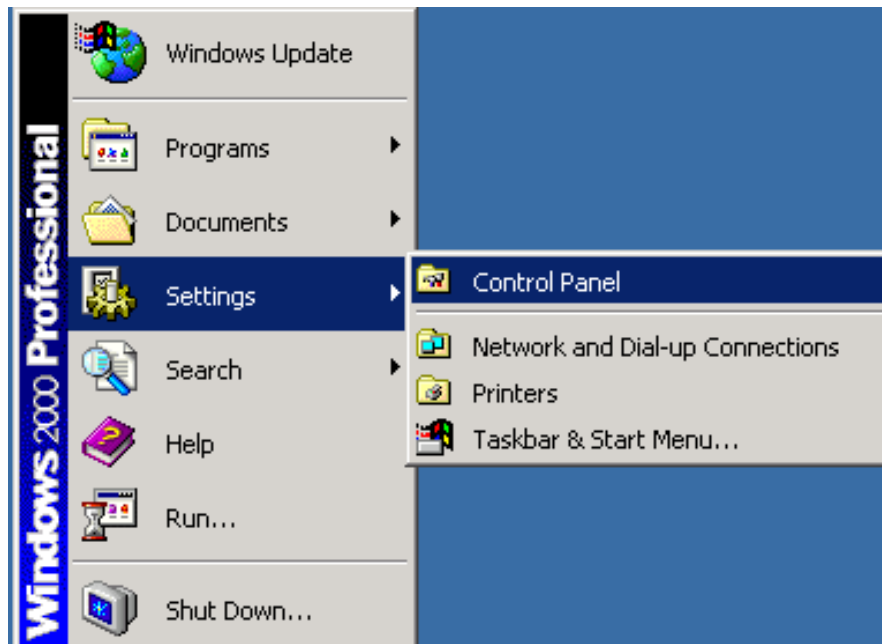 Windows 2000 Professional
Windows Update
Programs
Documents
Settings
Search
Help
Run...
Shut Down...
Control Panel
Network and Dial-up Connections
Printers
Taskbar & Start Menu...